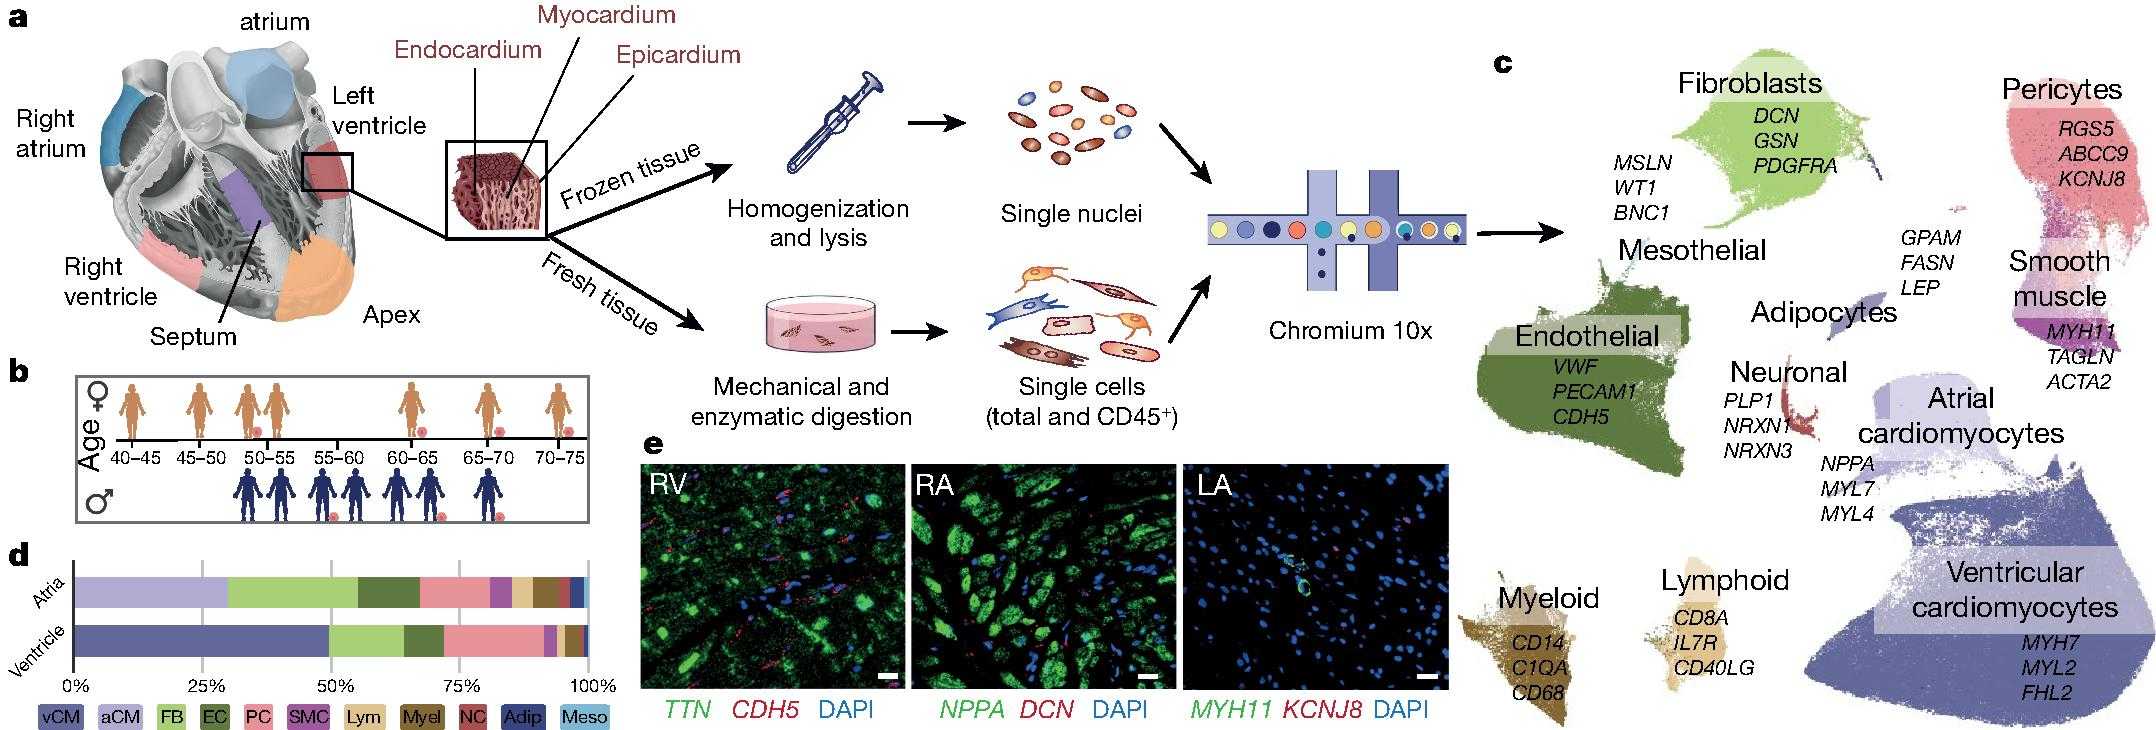 a
atrium
Right
atrium
Left
ventricle
Right
ventricle
Septum
Apex
Endocardium
Myocardium
Epicardium
Frozen tissue
Fresh tissue
Homogenization
and lysis
Single nuclei
Mechanical and
enzymatic digestion
Single cells
(total and CD45⁺)
Chromium 10x
b
Age
♀
♂
40–45 45–50 50–55 55–60 60–65 65–70 70–75
c
Fibroblasts
DCN
GSN
PDGFRA
Pericytes
RGS5
ABCC9
KCNJ8
MSLN
WT1
BNC1
Mesothelial
GPAM
FASN
LEP
Adipocytes
Smooth
muscle
MYH11
TAGLN
ACTA2
Endothelial
VWF
PECAM1
CDH5
Neuronal
PLP1
NRXN1
NRXN3
Atrial
cardiomyocytes
NPPA
MYL7
MYL4
Ventricular
cardiomyocytes
MYH7
MYL2
FHL2
Myeloid
CD14
C1QA
CD68
Lymphoid
CD8A
IL7R
CD40LG
d
Atria
Ventricle
0% 25% 50% 75% 100%
vCM aCM FB EC PC SMC Lym Myel NC Adip Meso
e
RV
RA
LA
TTN CDH5 DAPI
NPPA DCN DAPI
MYH11 KCNJ8 DAPI